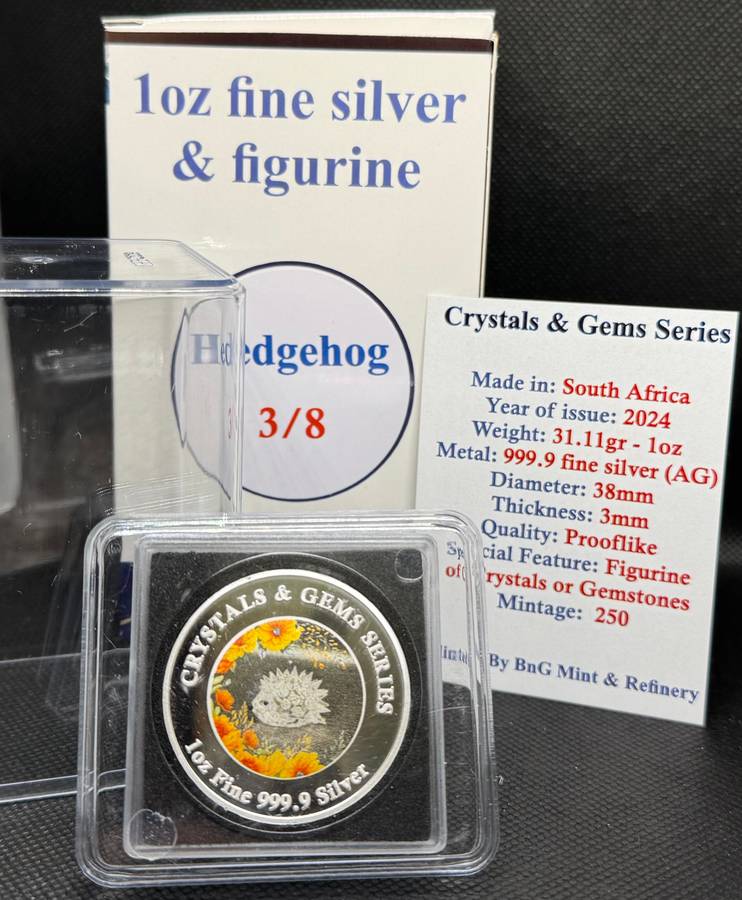 1oz fine silver
& figurine
Hedgehog
3/8
Crystals & Gems Series
Made in: South Africa
Year of issue: 2024
Weight: 31.11gr - 1oz
Metal: 999.9 fine silver (AG)
Diameter: 38mm
Thickness: 3mm
Quality: Prooflike
Special Feature: Figurine
of Crystals or Gemstones
Mintage: 250
By BnG Mint & Refinery
CRYSTALS & GEMS SERIES
1oz Fine 999.9 Silver